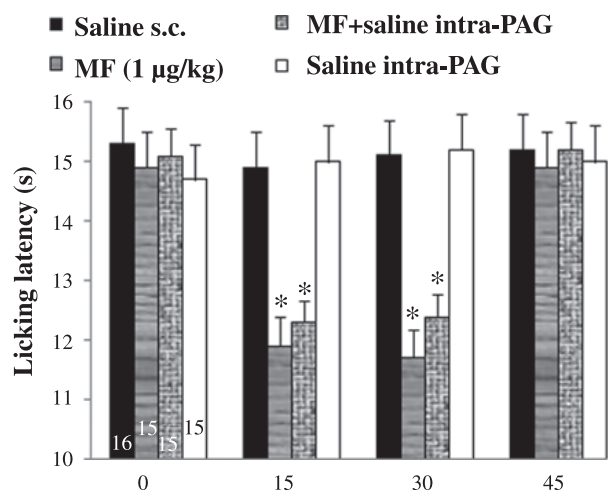 Saline s.c. MF+saline intra-PAG
MF (1 µg/kg) Saline intra-PAG
Licking latency (s)
16
15
14
13
12
11
10
* * * *
16 15 15 15
0 15 30 45